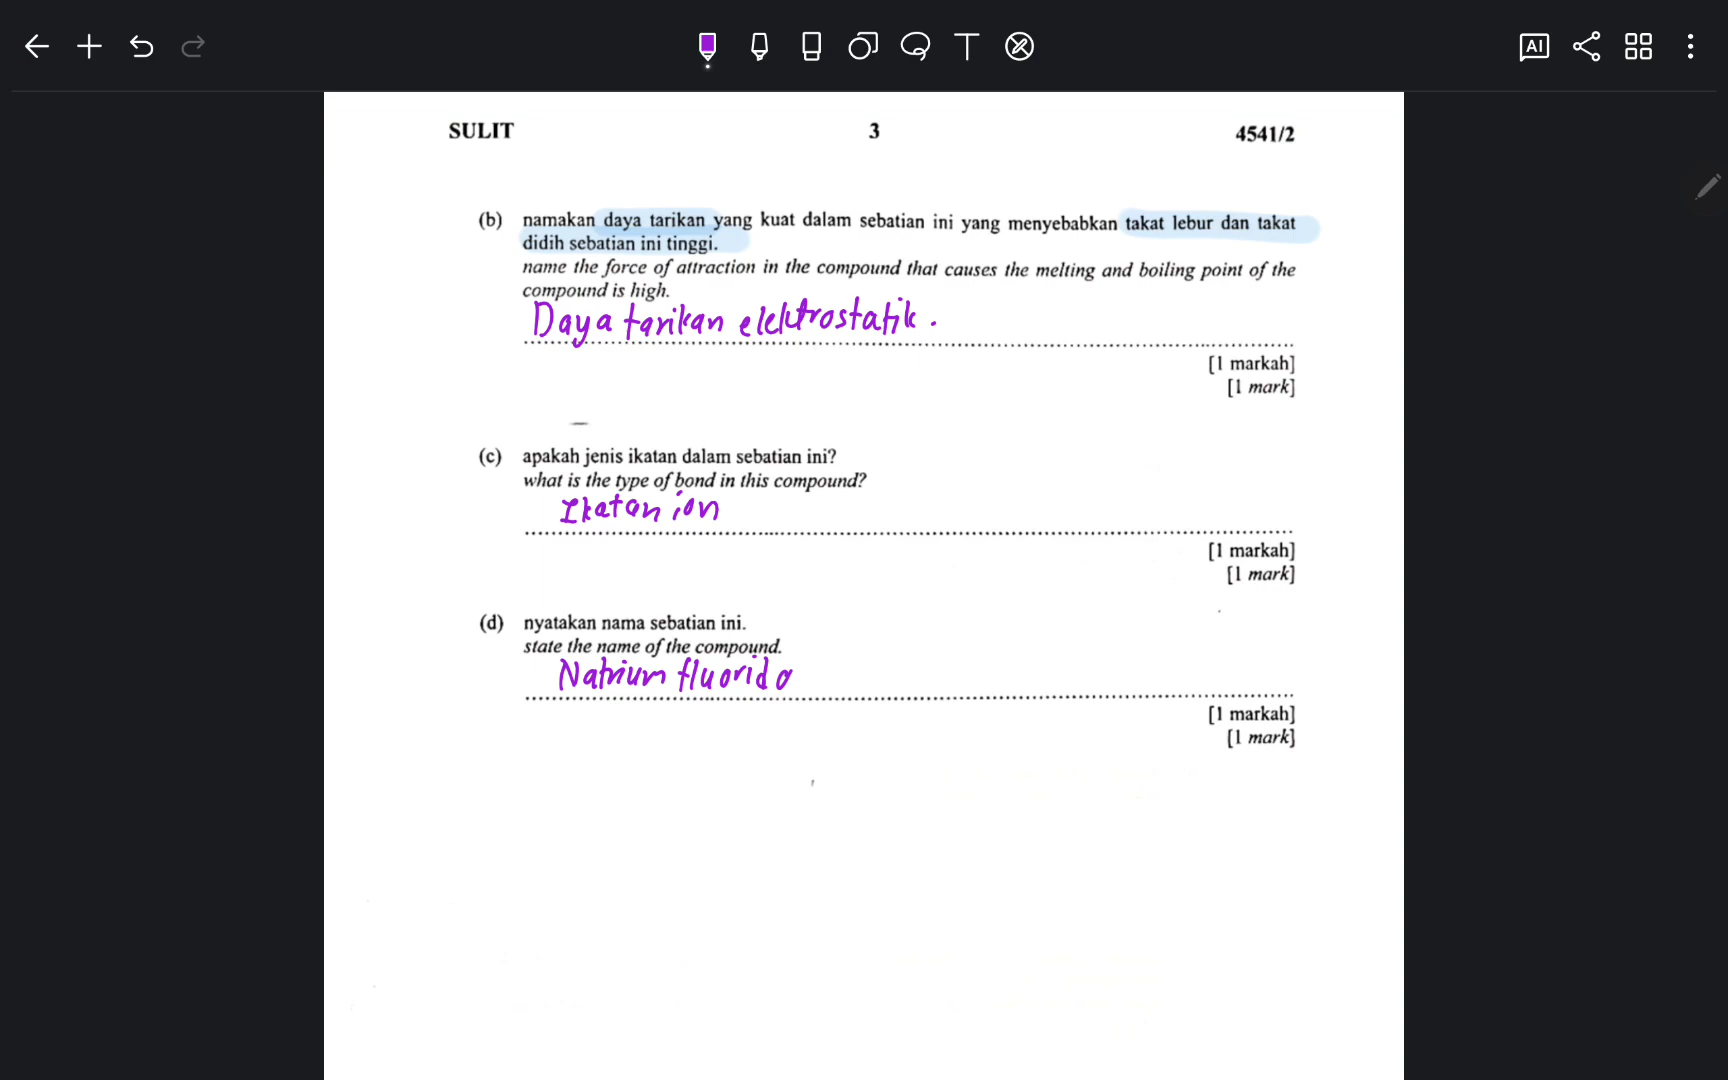 AI
T
SULIT 3 4541/2
(b) namakan daya tarikan yang kuat dalam sebatian ini yang menyebabkan takat lebur dan takat
didih sebatian ini tinggi.
name the force of attraction in the compound that causes the melting and boiling point of the
compound is high.
Daya tarikan elektrostatik.
[1 markah]
[1 mark]
(c) apakah jenis ikatan dalam sebatian ini?
what is the type of bond in this compound?
Ikatan ion
[1 markah]
[1 mark]
(d) nyatakan nama sebatian ini.
state the name of the compound.
Natrium fluorida
[1 markah]
[1 mark]